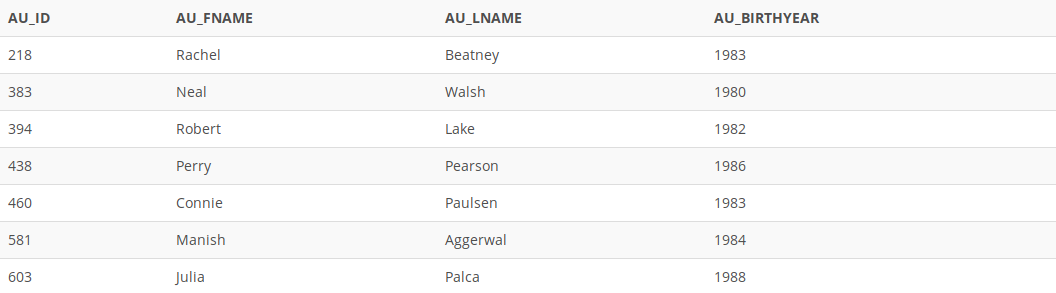 AU_ID AU_FNAME AU_LNAME AU_BIRTHYEAR
218 Rachel Beatney 1983
383 Neal Walsh 1980
394 Robert Lake 1982
438 Perry Pearson 1986
460 Connie Paulsen 1983
581 Manish Aggerwal 1984
603 Julia Palca 1988